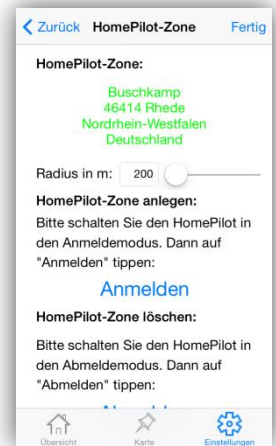 Zurück HomePilot-Zone Fertig
HomePilot-Zone:
Buschkamp
46414 Rhede
Nordrhein-Westfalen
Deutschland
Radius in m: 200
HomePilot-Zone anlegen:
Bitte schalten Sie den HomePilot in
den Anmeldemodus. Dann auf
"Anmelden" tippen:
Anmelden
HomePilot-Zone löschen:
Bitte schalten Sie den HomePilot in
den Abmeldemodus. Dann auf
"Abmelden" tippen:
Übersicht Karte Einstellungen